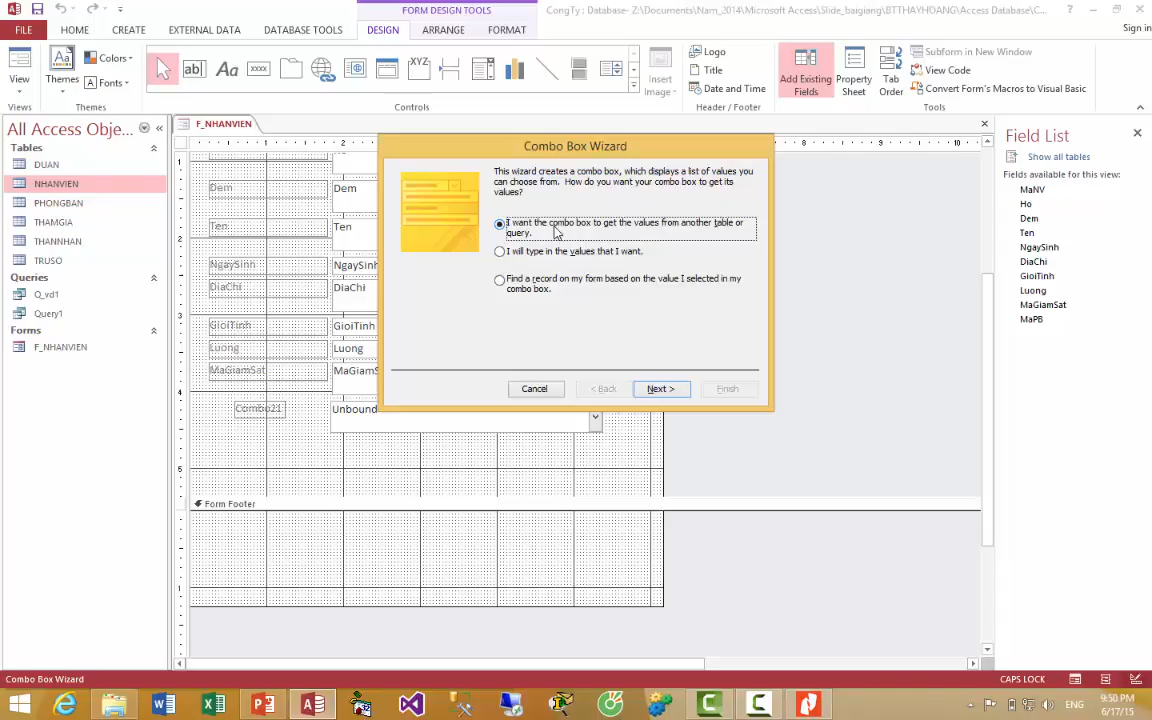 FORM DESIGN TOOLS
CongTy : Database- Z:\Documents\Nam_2014\Microsoft Access\Slide_baigiang\BTTHAYHOANG\Access Database\C...
?
Sign in
FILE
HOME
CREATE
EXTERNAL DATA
DATABASE TOOLS
DESIGN
ARRANGE
FORMAT
View
Themes
Colors
Fonts
ab|
Aa
xxxx
XYZ
Insert
Image
Logo
Title
Date and Time
Add Existing
Fields
Property
Sheet
Tab
Order
Subform in New Window
View Code
Convert Form's Macros to Visual Basic
Views
Themes
Controls
Header / Footer
Tools
All Access Obje...
Tables
DUAN
NHANVIEN
PHONGBAN
THAMGIA
THANNHAN
TRUSO
Queries
Q_vd1
Query1
Forms
F_NHANVIEN
F_NHANVIEN
Dem
Dem
Ten
Ten
NgaySinh
NgaySinh
DiaChi
DiaChi
GioiTinh
GioiTinh
Luong
Luong
MaGiamSat
MaGiamS
Combo21
Unbound
Form Footer
Combo Box Wizard
This wizard creates a combo box, which displays a list of values you
can choose from. How do you want your combo box to get its
values?
I want the combo box to get the values from another table or
query.
I will type in the values that I want.
Find a record on my form based on the value I selected in my
combo box.
Cancel
< Back
Next >
Finish
Field List
Show all tables
Fields available for this view:
MaNV
Ho
Dem
Ten
NgaySinh
DiaChi
GioiTinh
Luong
MaGiamSat
MaPB
Combo Box Wizard
CAPS LOCK
ENG
9:50 PM
6/17/15